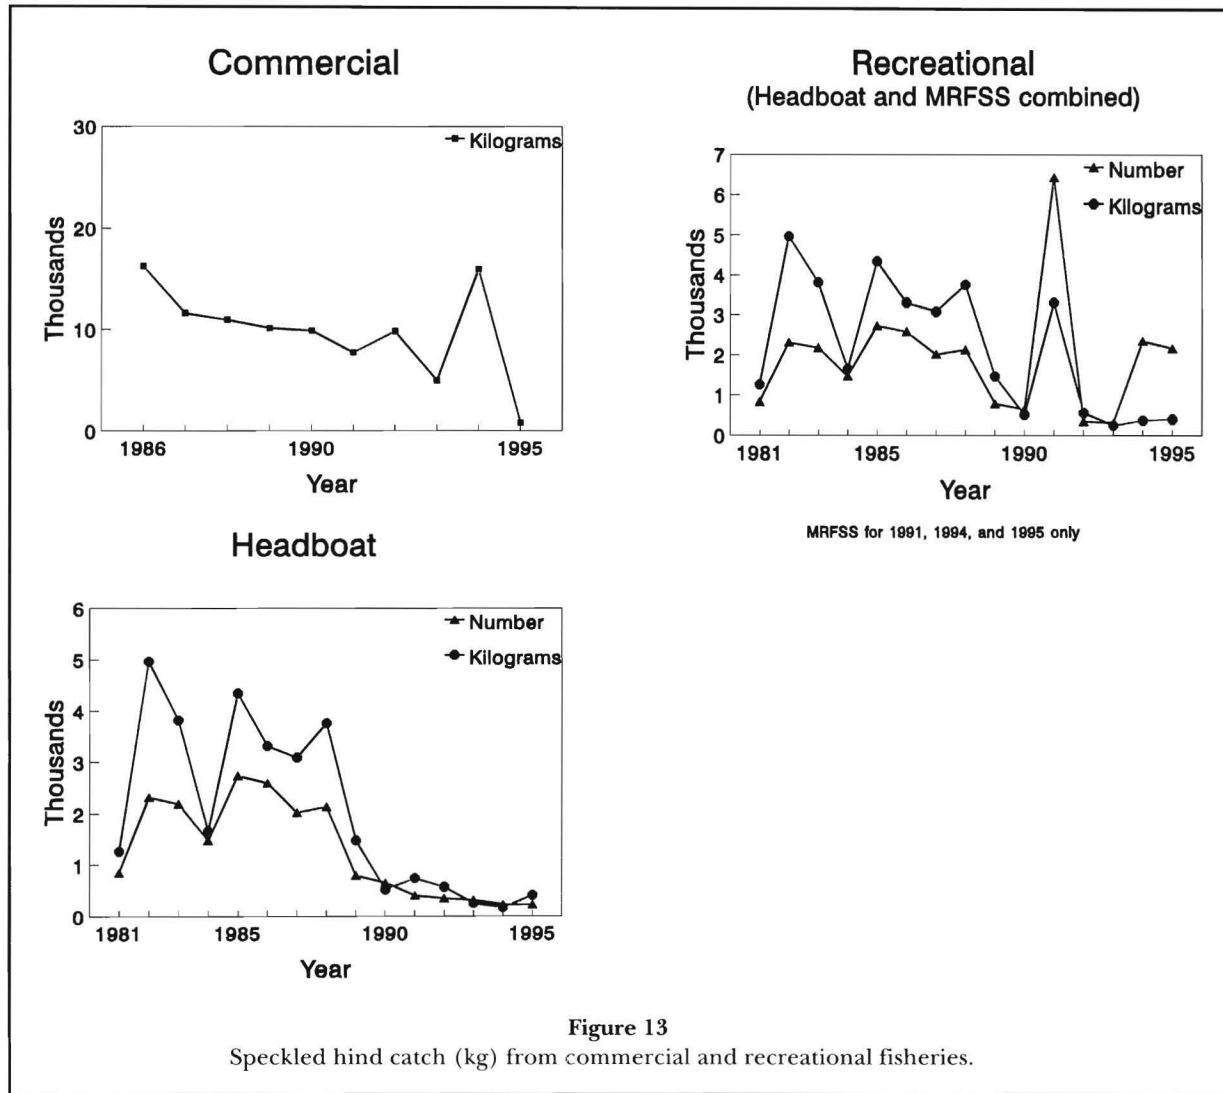 Commercial
30
20
10
0
Thousands
Kilograms
1986
1990
1995
Year
Recreational
(Headboat and MRFSS combined)
7
6
5
4
3
2
1
0
Thousands
Number
Kilograms
1981
1985
1990
1995
Year
MRFSS for 1991, 1994, and 1995 only
Headboat
6
5
4
3
2
1
0
Thousands
Number
Kilograms
1981
1985
1990
1995
Year
Figure 13
Speckled hind catch (kg) from commercial and recreational fisheries.